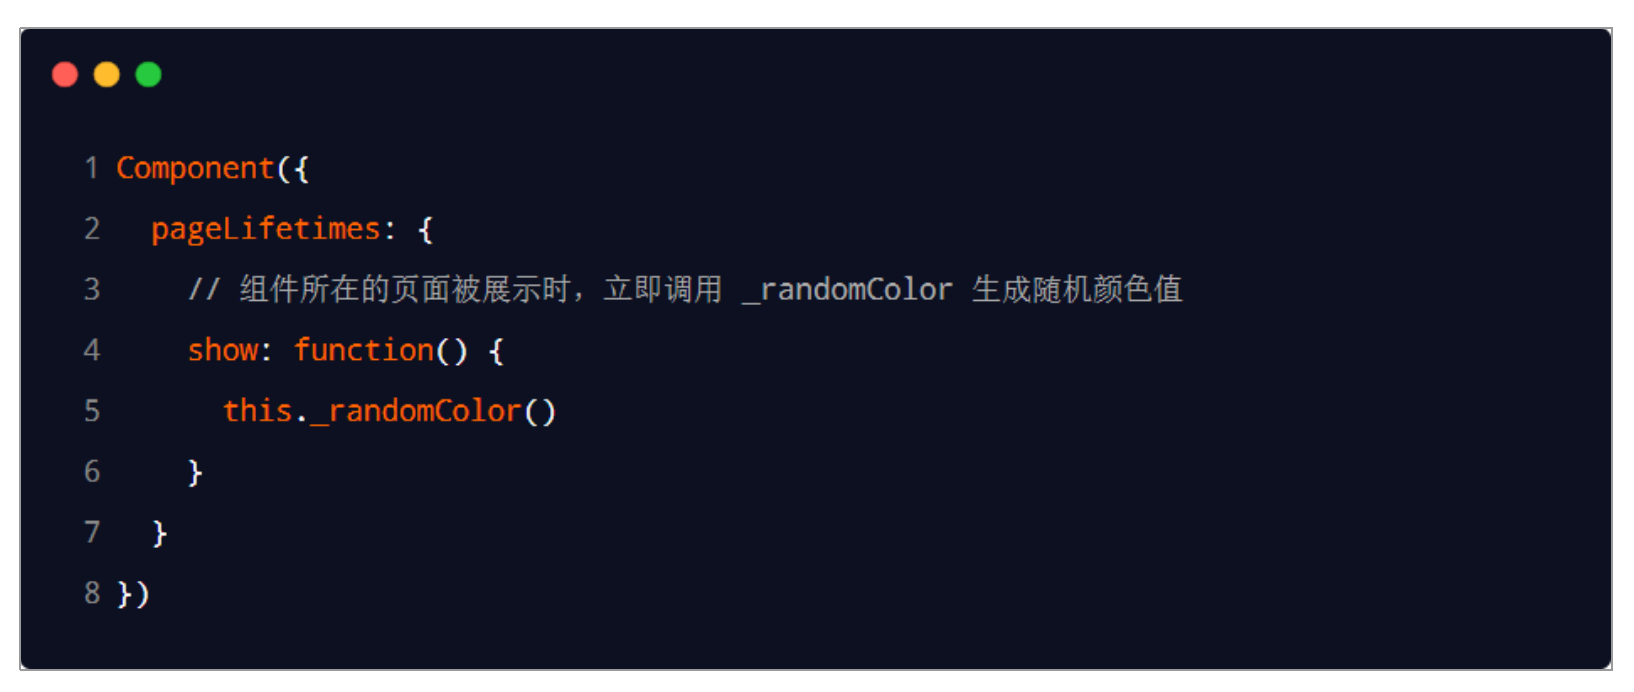 1 Component({
2 pageLifetimes: {
3 // 组件所在的页面被展示时，立即调用 _randomColor 生成随机颜色值
4 show: function() {
5 this._randomColor()
6 }
7 }
8 })